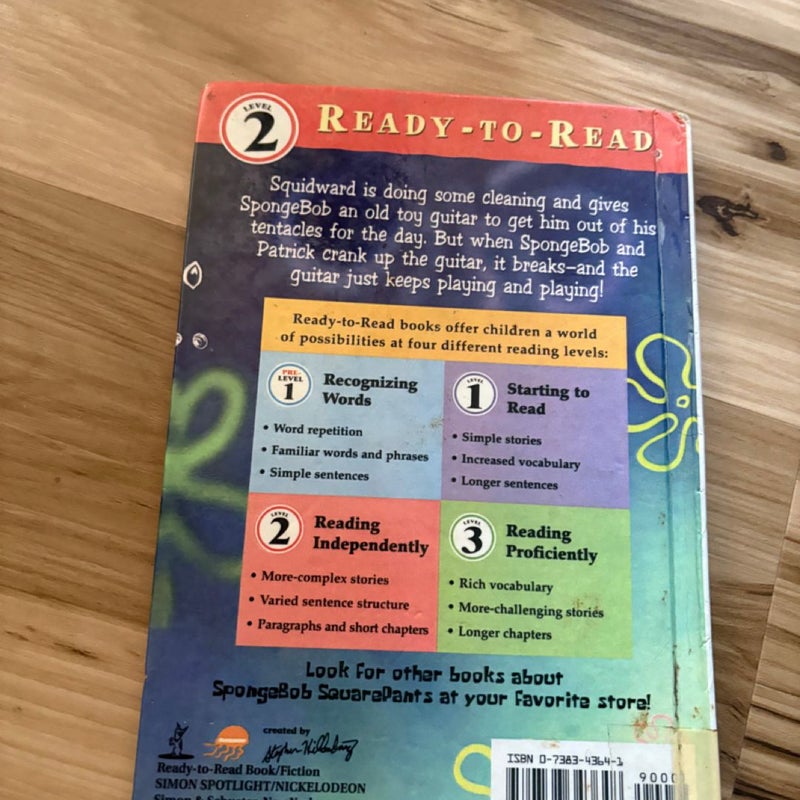 LEVEL
2
READY-TO-READ
Squidward is doing some cleaning and gives
SpongeBob an old toy guitar to get him out of his
tentacles for the day. But when SpongeBob and
Patrick crank up the guitar, it breaks—and the
guitar just keeps playing and playing!
Ready-to-Read books offer children a world
of possibilities at four different reading levels:
PRE-
LEVEL
1
Recognizing
Words
• Word repetition
• Familiar words and phrases
• Simple sentences
LEVEL
1
Starting to
Read
• Simple stories
• Increased vocabulary
• Longer sentences
LEVEL
2
Reading
Independently
• More-complex stories
• Varied sentence structure
• Paragraphs and short chapters
LEVEL
3
Reading
Proficiently
• Rich vocabulary
• More-challenging stories
• Longer chapters
Look for other books about
SpongeBob SquarePants at your favorite store!
created by
Stephen Hillenburg
Ready-to-Read Book/Fiction
SIMON SPOTLIGHT/NICKELODEON
Simon & Schuster
ISBN 0-7383-4364-1
9000